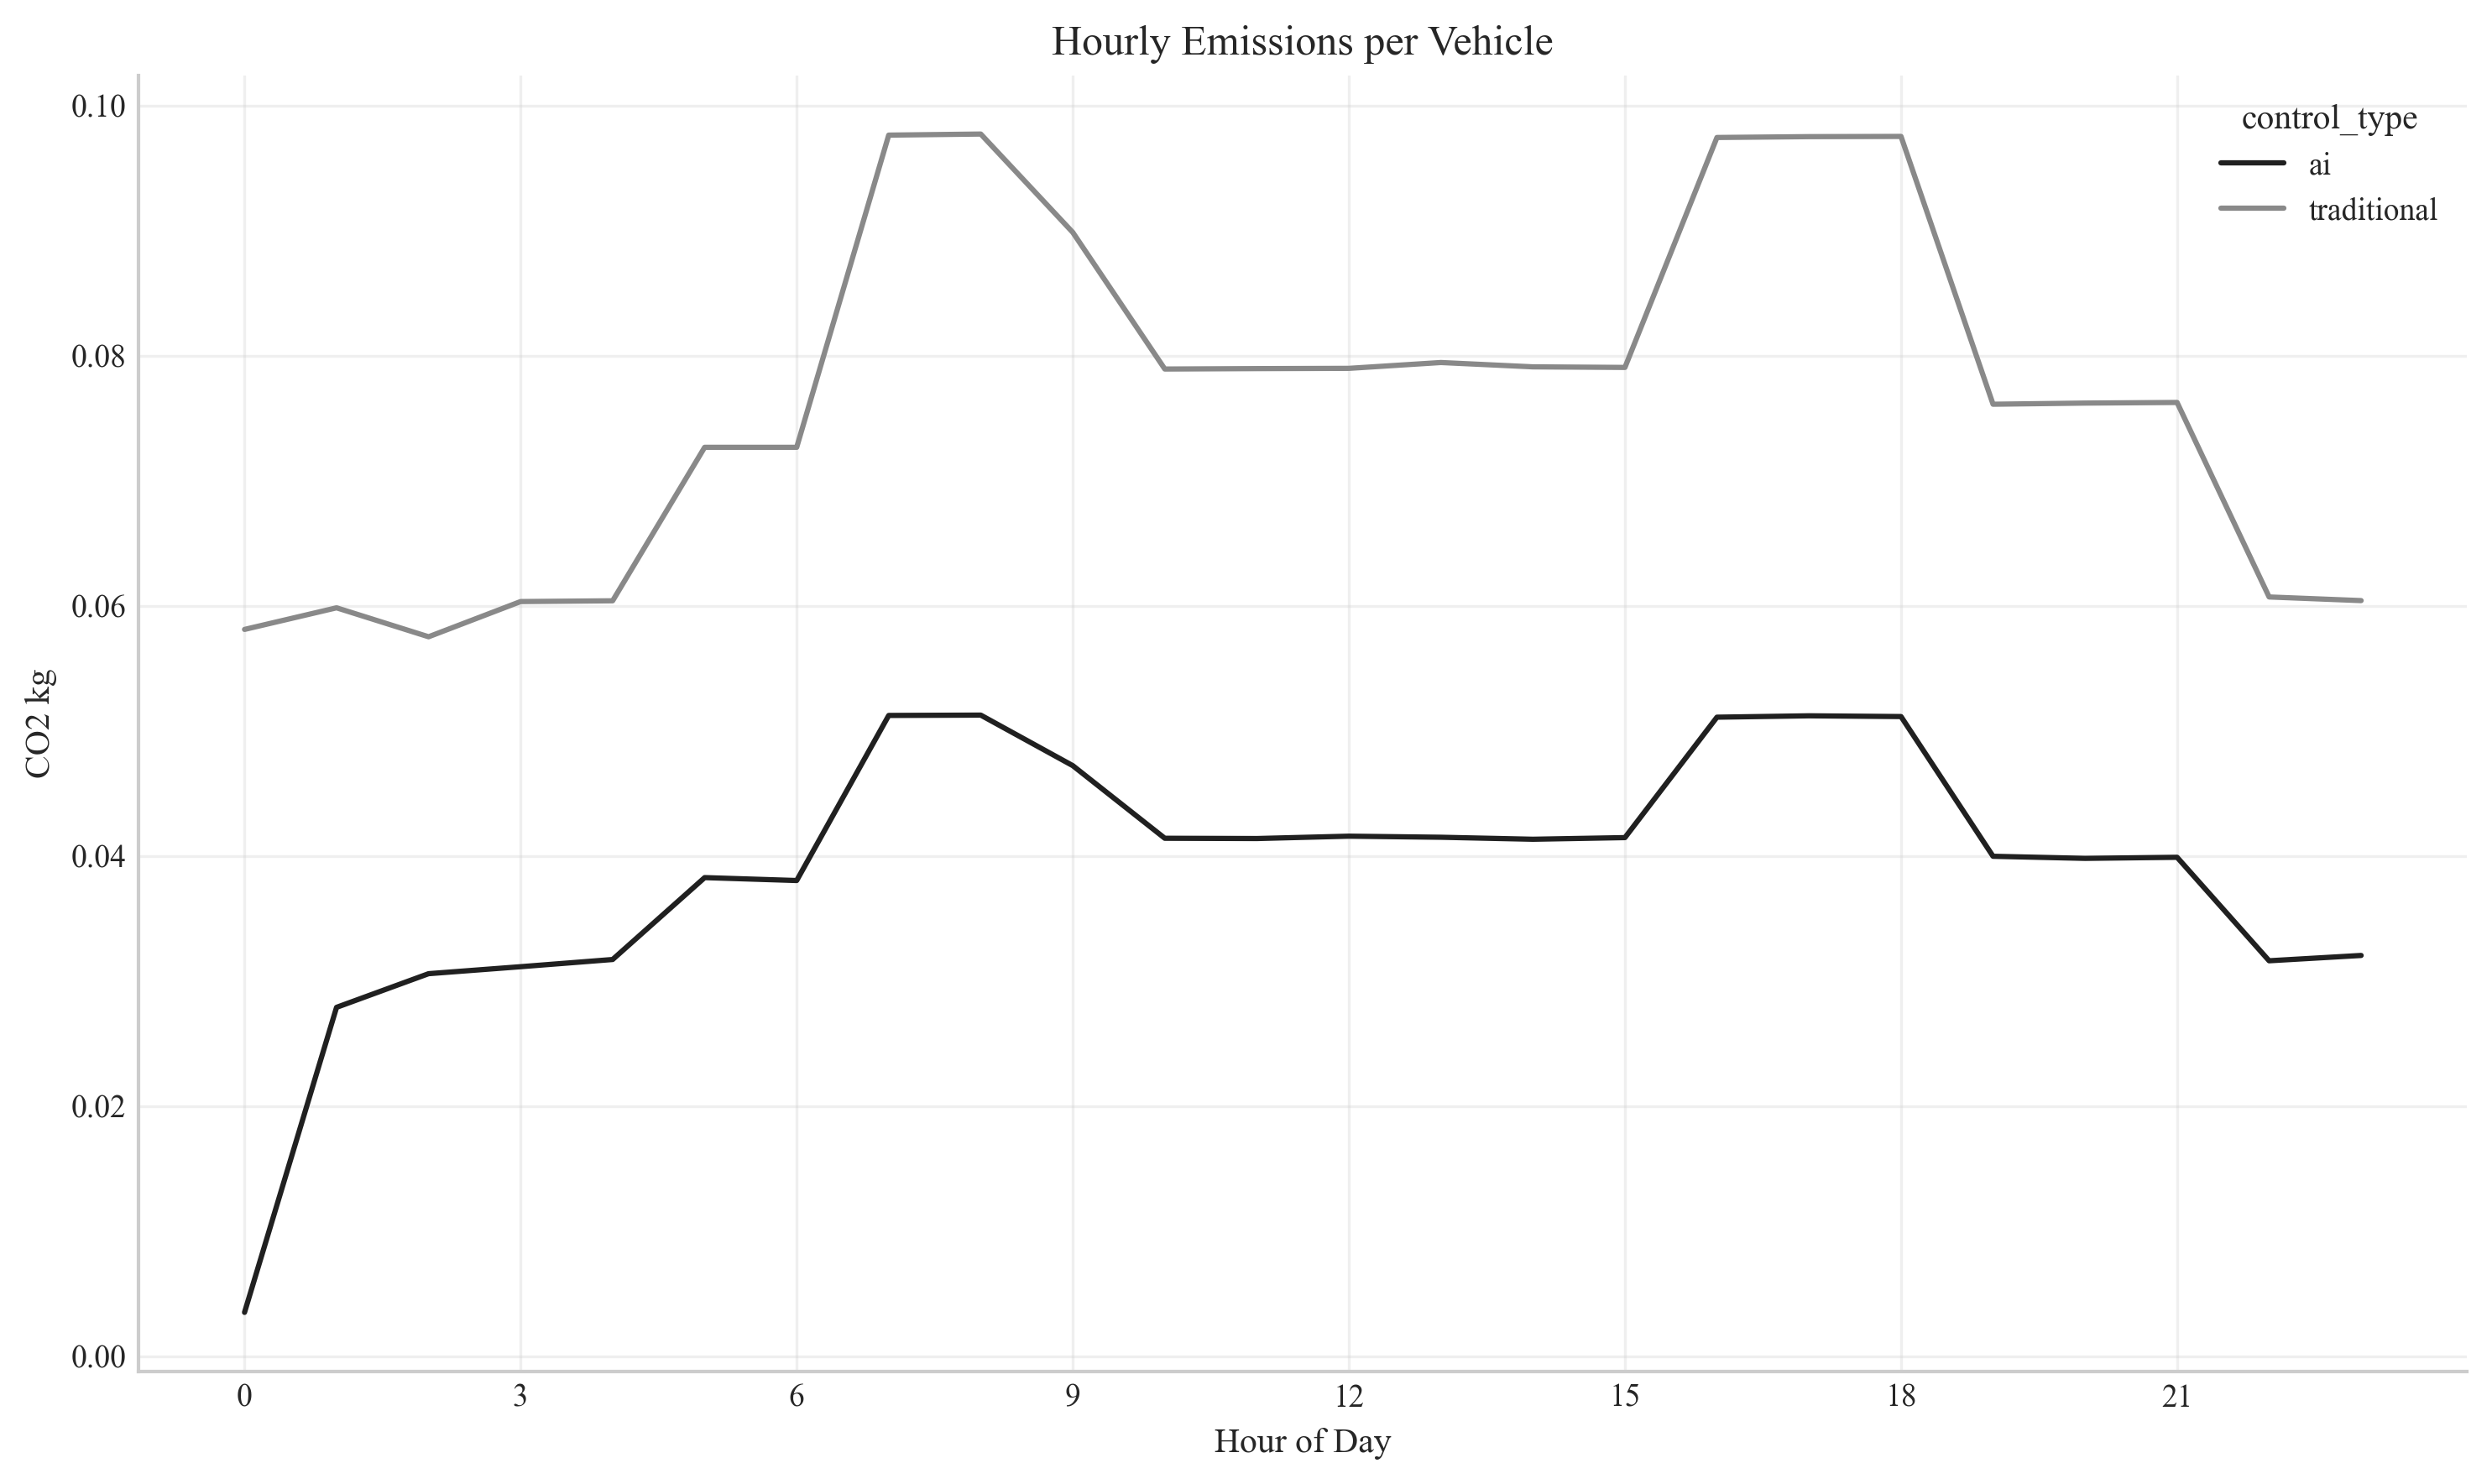 Hourly Emissions per Vehicle
control_type
ai
traditional
0.10
0.08
0.06
0.04
0.02
0.00
CO2 kg
0 3 6 9 12 15 18 21
Hour of Day